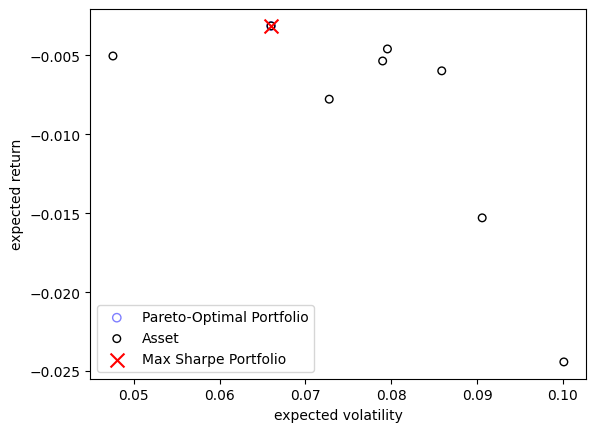 −0.005
−0.010
−0.015
−0.020
−0.025
expected return
Pareto-Optimal Portfolio
Asset
Max Sharpe Portfolio
0.05 0.06 0.07 0.08 0.09 0.10
expected volatility